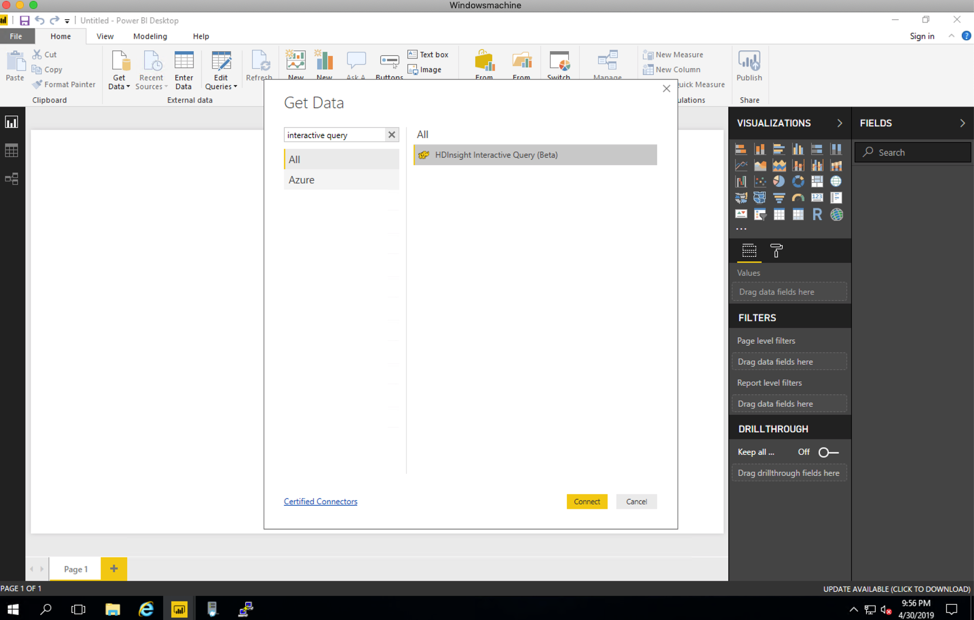 Windowsmachine
Untitled - Power BI Desktop
File Home View Modeling Help Sign in
Paste
Cut
Copy
Format Painter
Clipboard
Get Data
Recent Sources
Enter Data
Edit Queries
Refresh
External data
New
New
Ask A
Buttons
Text box
Image
From
From
Switch
Manage
New Measure
New Column
uick Measure
ulations
Publish
Share
Get Data
interactive query
All
Azure
All
HDInsight Interactive Query (Beta)
Certified Connectors
Connect
Cancel
VISUALIZATIONS
R
Values
Drag data fields here
FILTERS
Page level filters
Drag data fields here
Report level filters
Drag data fields here
DRILLTHROUGH
Keep all ... Off
Drag drillthrough fields here
FIELDS
Search
Page 1
PAGE 1 OF 1
UPDATE AVAILABLE (CLICK TO DOWNLOAD)
9:56 PM
4/30/2019